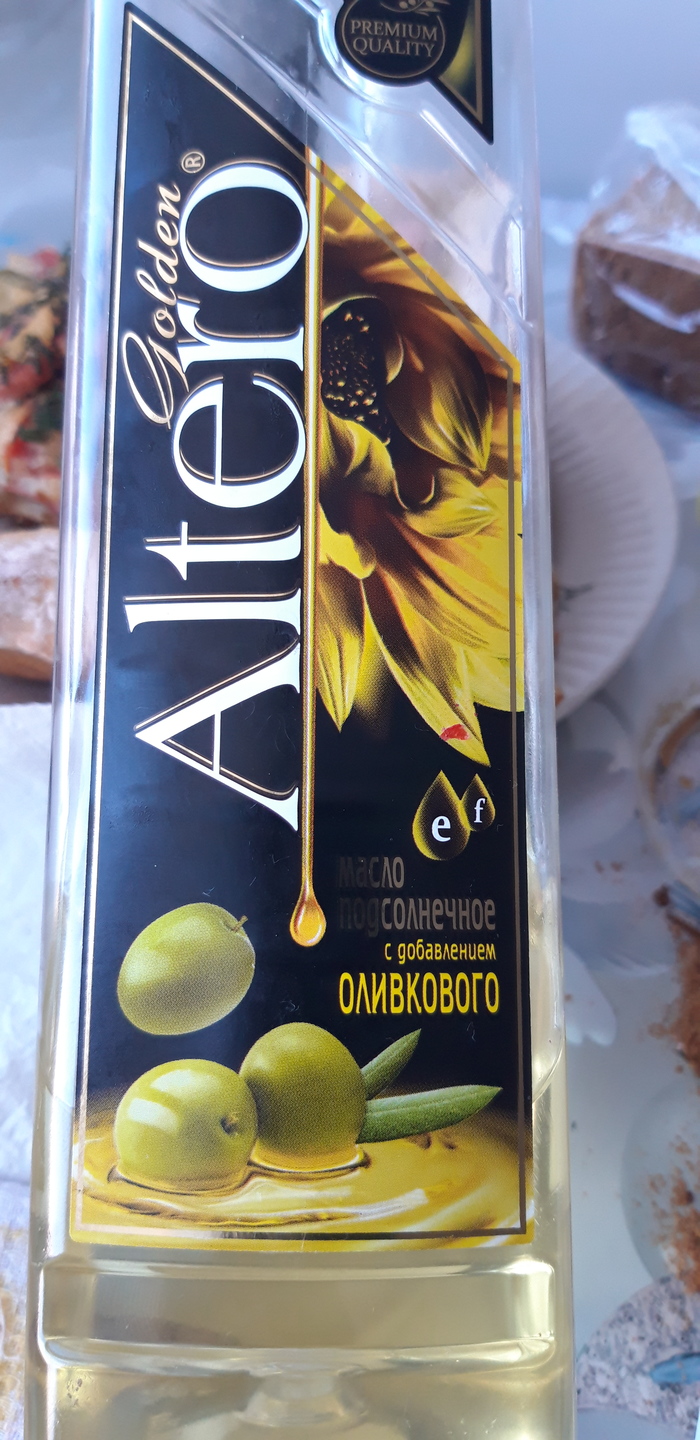 PREMIUM
QUALITY
Golden ®
Altero
e f
масло
подсолнечное
с добавлением
ОЛИВКОВОГО